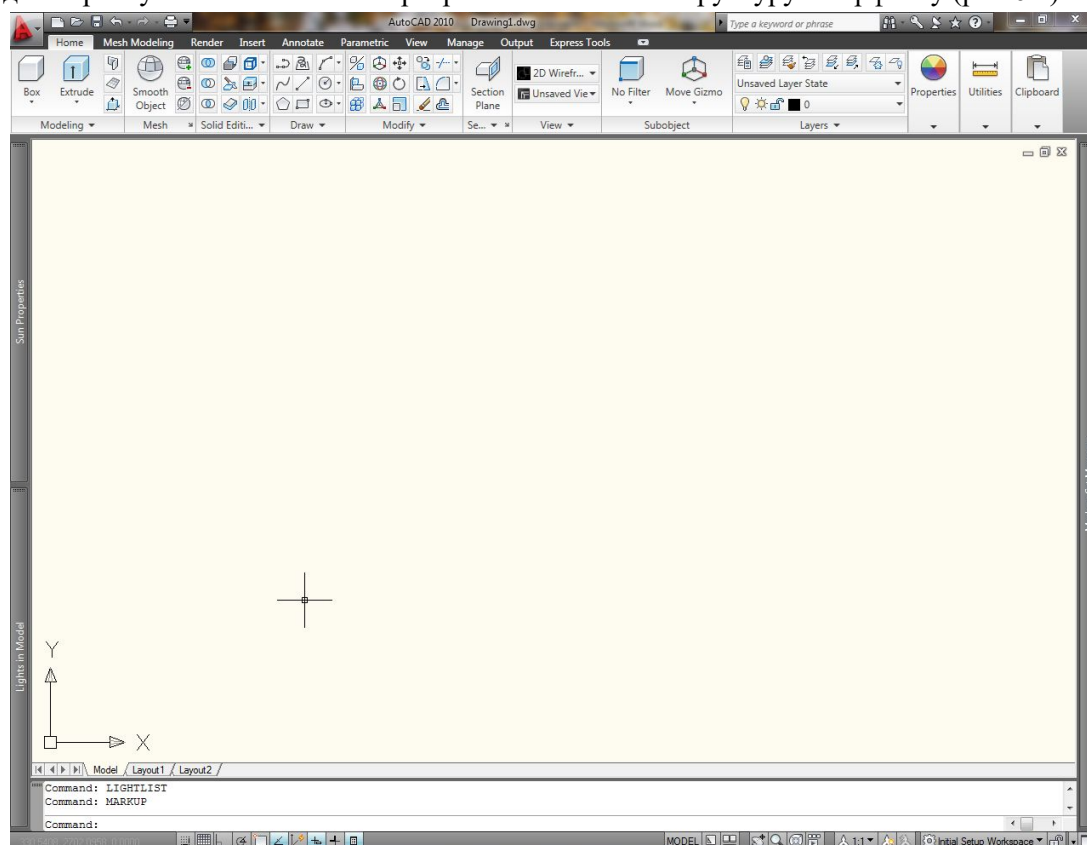 AutoCAD 2010 Drawing1.dwg
Type a keyword or phrase
Home Mesh Modeling Render Insert Annotate Parametric View Manage Output Express Tools
Box Extrude Smooth Object Section Plane 2D Wirefr... Unsaved Vie No Filter Move Gizmo Unsaved Layer State 0 Properties Utilities Clipboard
Modeling Mesh Solid Editi... Draw Modify Se... View Subobject Layers
Sun Properties
Lights in Model
Y
X
Model Layout1 Layout2
Command: LIGHTLIST
Command: MARKUP
Command:
MODEL 1:1 Initial Setup Workspace